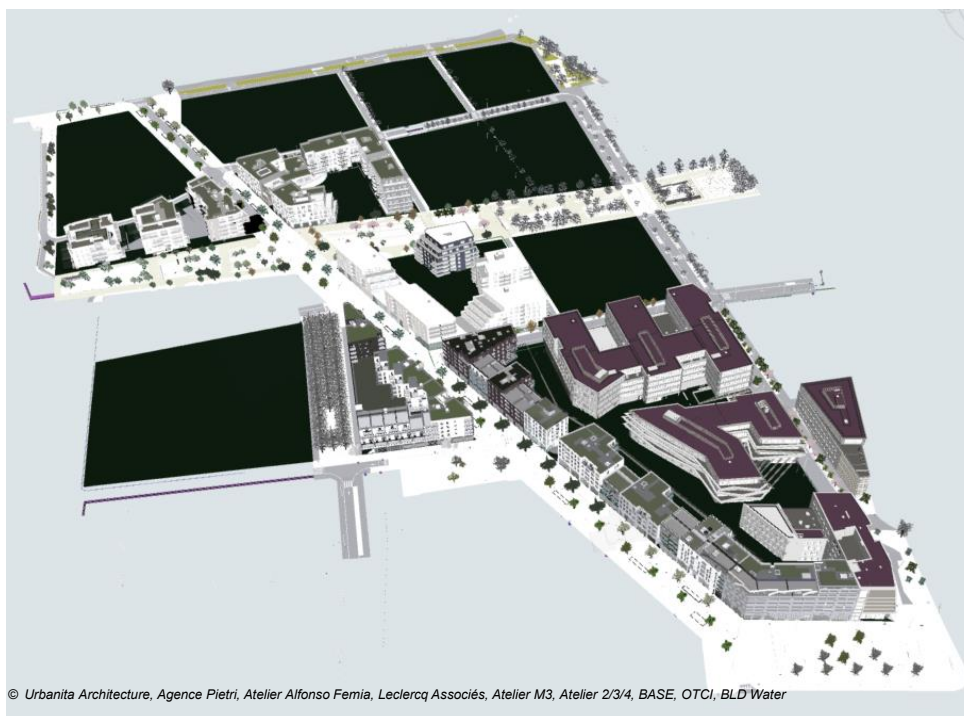 © Urbanita Architecture, Agence Pietri, Atelier Alfonso Femia, Leclercq Associés, Atelier M3, Atelier 2/3/4, BASE, OTCI, BLD Water